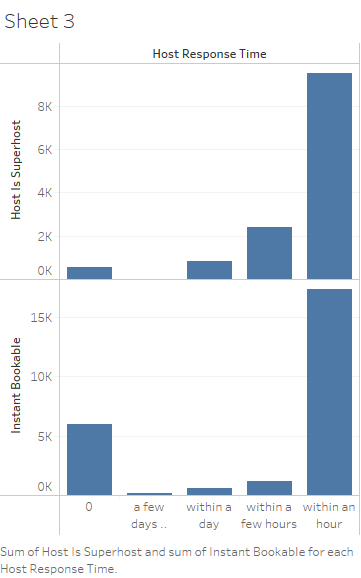 Sheet 3
Host Response Time
Host Is Superhost
8K
6K
4K
2K
0K
Instant Bookable
15K
10K
5K
0K
0
a few
days ..
within a
day
within a
few hours
within an
hour
Sum of Host Is Superhost and sum of Instant Bookable for each
Host Response Time.